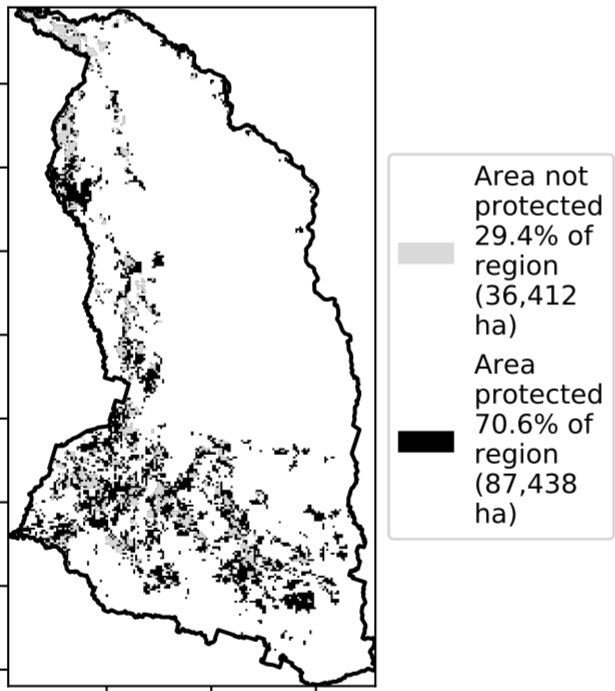 Area not
protected
29.4% of
region
(36,412
ha)
Area
protected
70.6% of
region
(87,438
ha)